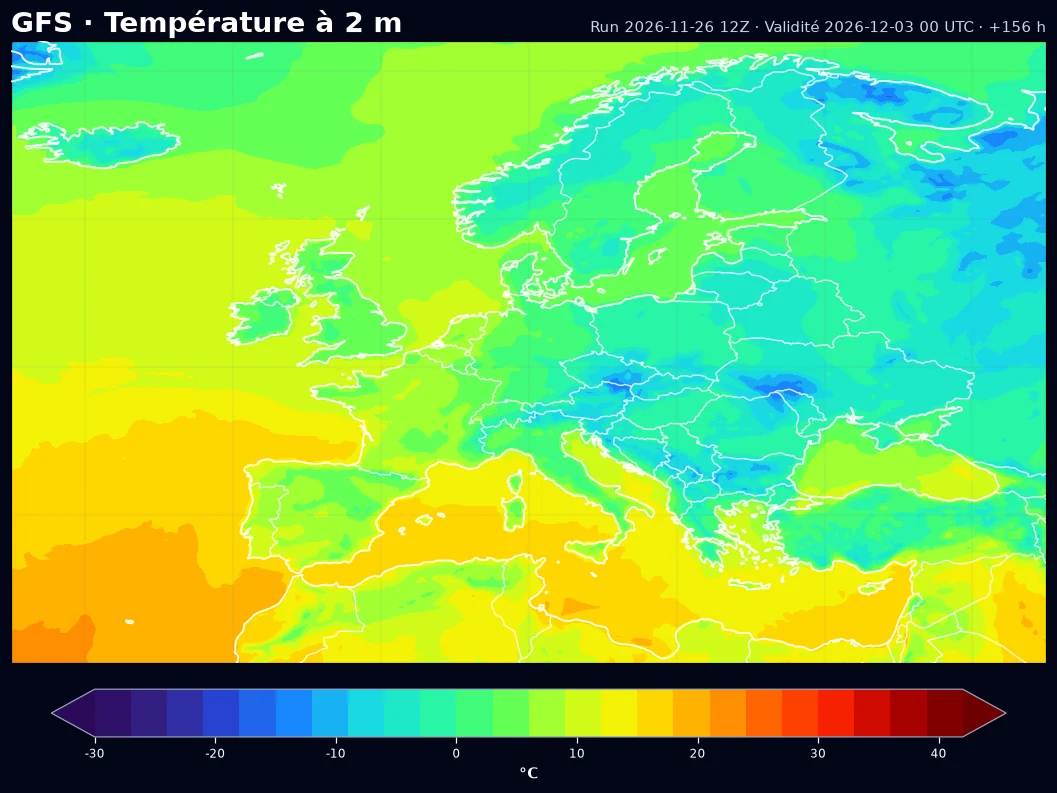 GFS · Température à 2 m
Run 2026-11-26 12Z · Validité 2026-12-03 00 UTC · +156 h
-30 -20 -10 0 10 20 30 40
°C